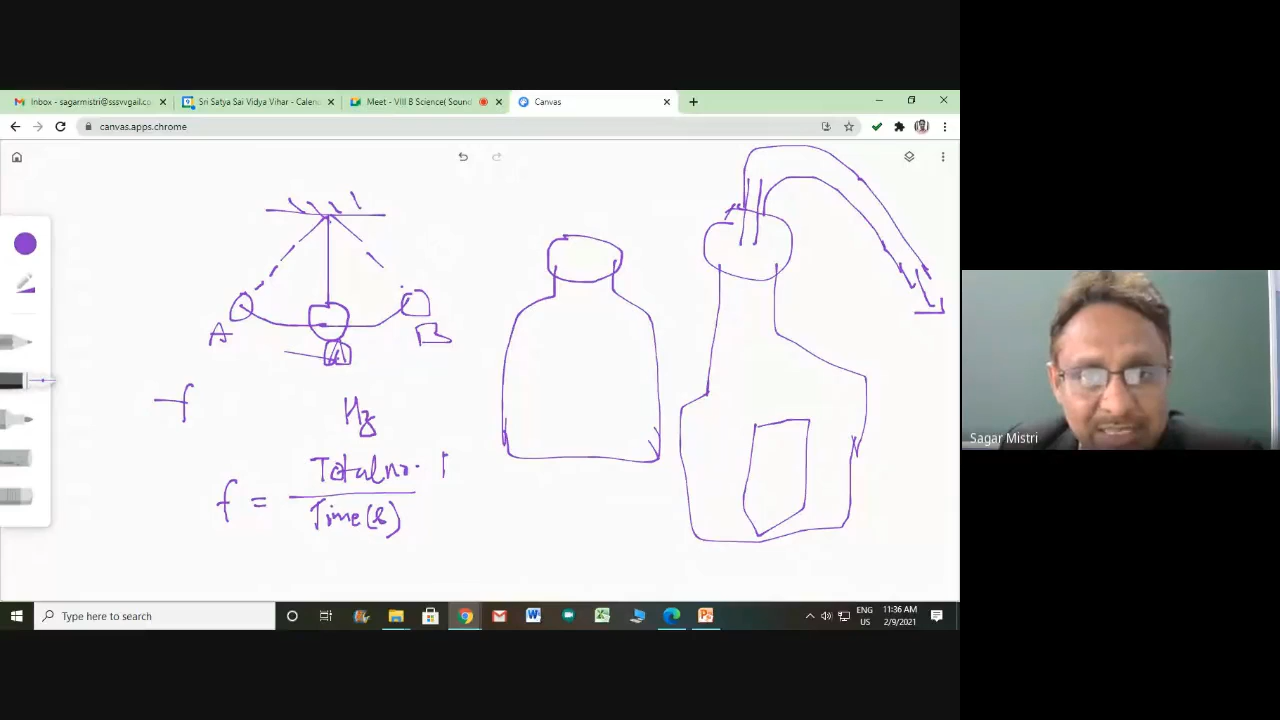 Inbox - sagarmistri@sssvvgail.co
Sri Satya Sai Vidya Vihar - Calenc
Meet - VIII B Science( Sound
Canvas
canvas.apps.chrome
A
B
A
f
Hz
Total no.
f =
Time (s)
Sagar Mistri
Type here to search
ENG
US
11:36 AM
2/9/2021